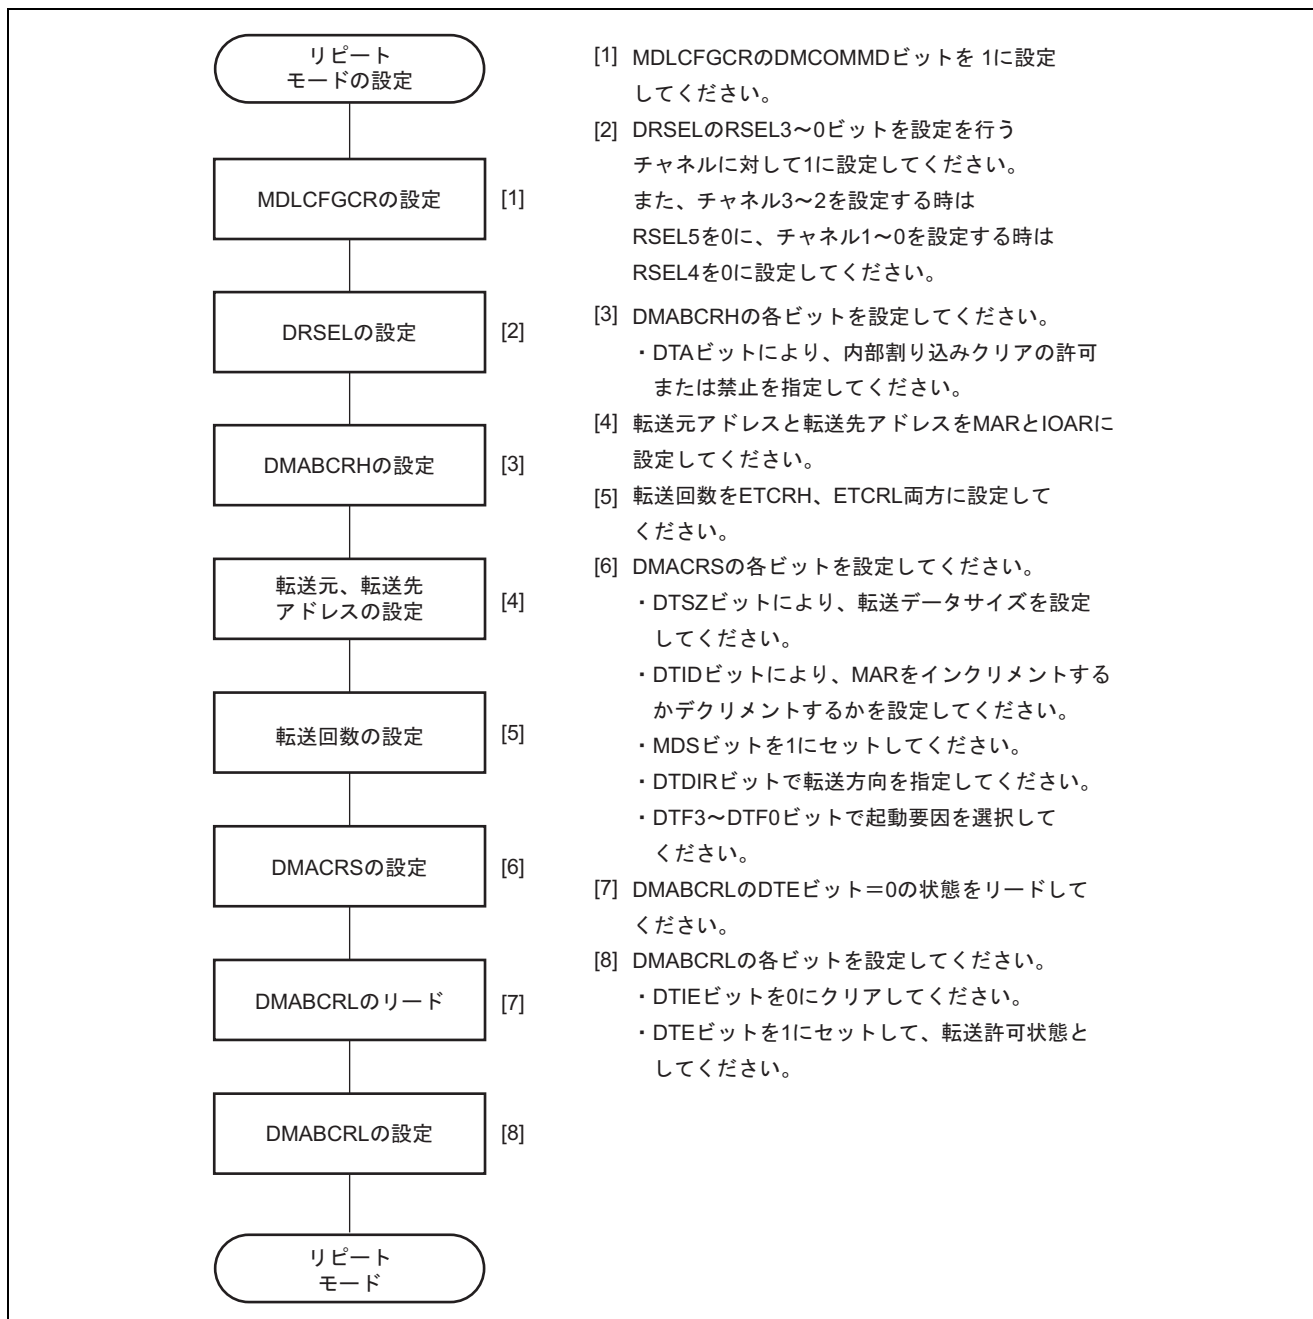 リピート
モードの設定
MDLCFGCRの設定
[1]
DRSELの設定
[2]
DMABCRHの設定
[3]
転送元、転送先
アドレスの設定
[4]
転送回数の設定
[5]
DMACRSの設定
[6]
DMABCRLのリード
[7]
DMABCRLの設定
[8]
リピート
モード
[1] MDLCFGCRのDMCOMMDビットを 1に設定
してください。
[2] DRSELのRSEL3～0ビットを設定を行う
チャネルに対して1に設定してください。
また、チャネル3～2を設定する時は
RSEL5を0に、チャネル1～0を設定する時は
RSEL4を0に設定してください。
[3] DMABCRHの各ビットを設定してください。
・DTAビットにより、内部割り込みクリアの許可
または禁止を指定してください。
[4] 転送元アドレスと転送先アドレスをMARとIOARに
設定してください。
[5] 転送回数をETCRH、ETCRL両方に設定して
ください。
[6] DMACRSの各ビットを設定してください。
・DTSZビットにより、転送データサイズを設定
してください。
・DTIDビットにより、MARをインクリメントする
かデクリメントするかを設定してください。
・MDSビットを1にセットしてください。
・DTDIRビットで転送方向を指定してください。
・DTF3～DTF0ビットで起動要因を選択して
ください。
[7] DMABCRLのDTEビット＝0の状態をリードして
ください。
[8] DMABCRLの各ビットを設定してください。
・DTIEビットを0にクリアしてください。
・DTEビットを1にセットして、転送許可状態と
してください。